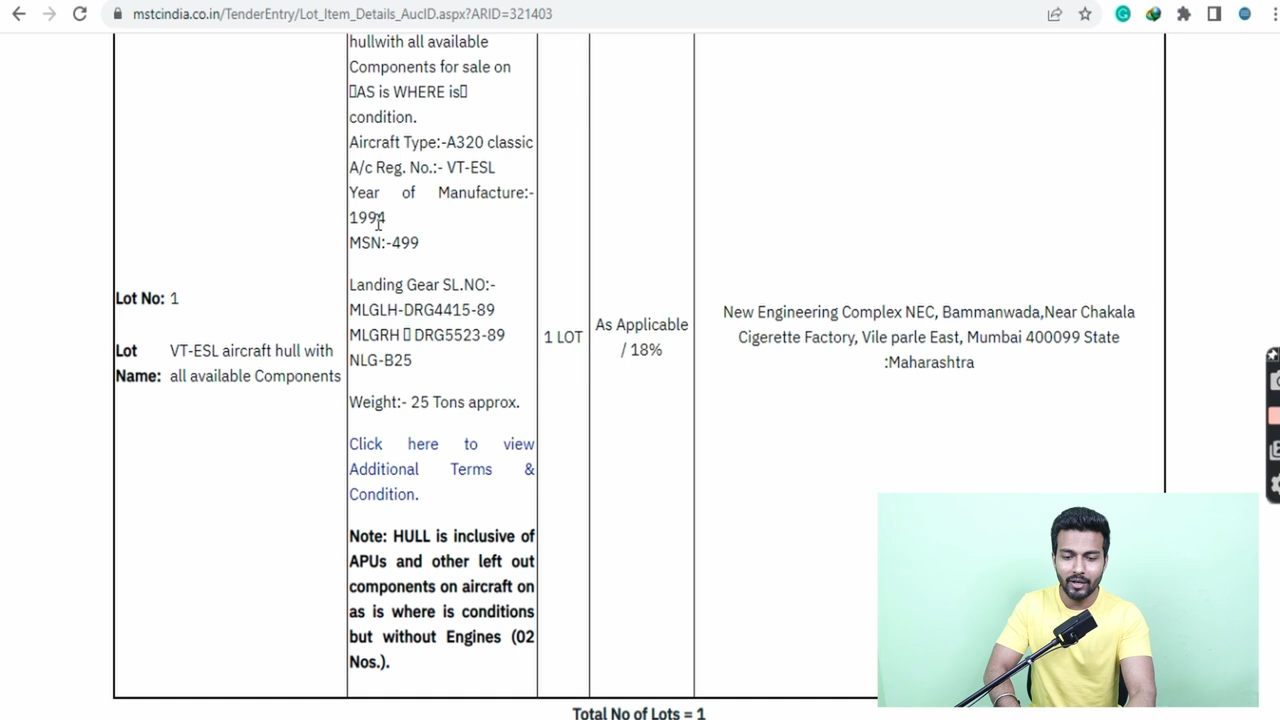 mstcindia.co.in/TenderEntry/Lot_Item_Details_AucID.aspx?ARID=321403
Lot No: 1
Lot Name: VT-ESL aircraft hull with
all available Components
hullwith all available
Components for sale on
▯AS is WHERE is▯
condition.
Aircraft Type:-A320 classic
A/c Reg. No.:- VT-ESL
Year of Manufacture:-
1994
MSN:-499
Landing Gear SL.NO:-
MLGLH-DRG4415-89
MLGRH ▯ DRG5523-89
NLG-B25
Weight:- 25 Tons approx.
Click here to view
Additional Terms &
Condition.
Note: HULL is inclusive of
APUs and other left out
components on aircraft on
as is where is conditions
but without Engines (02
Nos.).
1 LOT
As Applicable
/ 18%
New Engineering Complex NEC, Bammanwada,Near Chakala
Cigerette Factory, Vile parle East, Mumbai 400099 State
:Maharashtra
Total No of Lots = 1